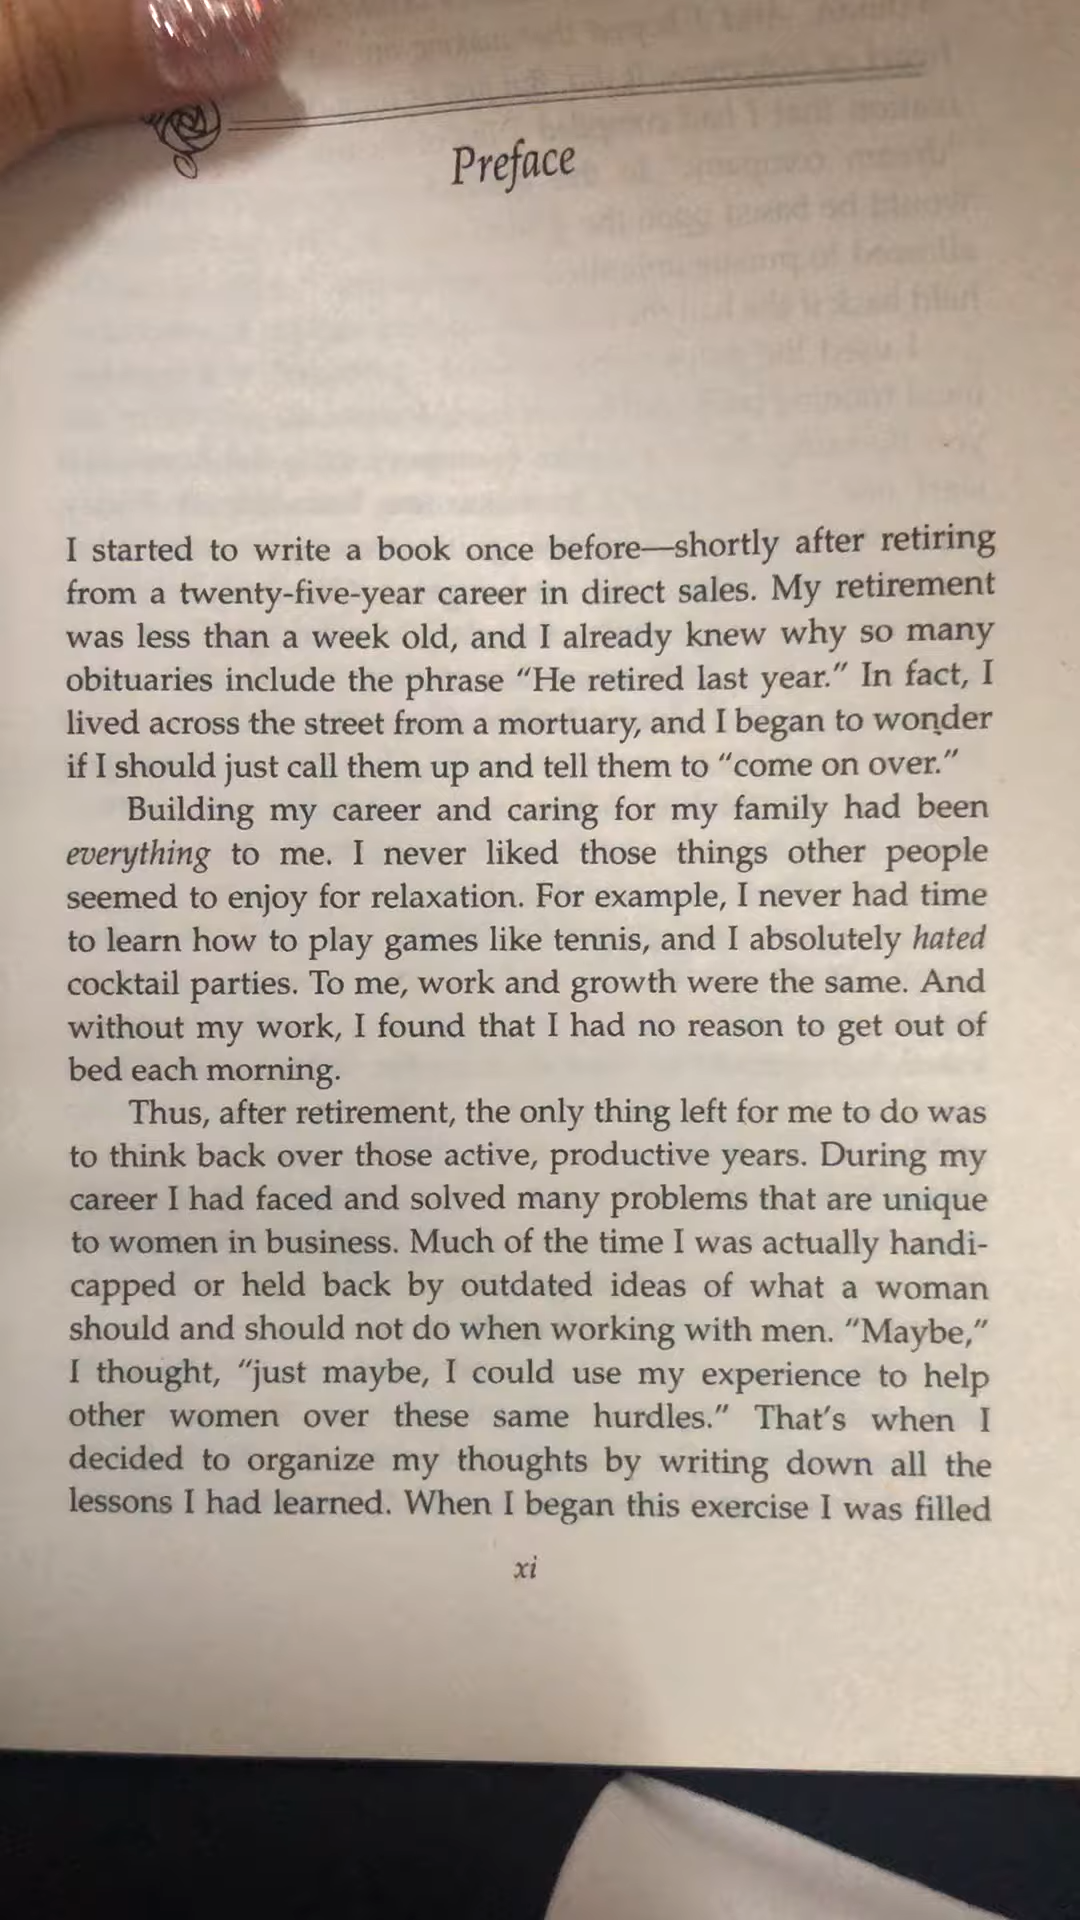 Preface
I started to write a book once before—shortly after retiring
from a twenty-five-year career in direct sales. My retirement
was less than a week old, and I already knew why so many
obituaries include the phrase “He retired last year.” In fact, I
lived across the street from a mortuary, and I began to wonder
if I should just call them up and tell them to “come on over.”
Building my career and caring for my family had been
everything to me. I never liked those things other people
seemed to enjoy for relaxation. For example, I never had time
to learn how to play games like tennis, and I absolutely hated
cocktail parties. To me, work and growth were the same. And
without my work, I found that I had no reason to get out of
bed each morning.
Thus, after retirement, the only thing left for me to do was
to think back over those active, productive years. During my
career I had faced and solved many problems that are unique
to women in business. Much of the time I was actually handi-
capped or held back by outdated ideas of what a woman
should and should not do when working with men. “Maybe,”
I thought, “just maybe, I could use my experience to help
other women over these same hurdles.” That’s when I
decided to organize my thoughts by writing down all the
lessons I had learned. When I began this exercise I was filled
xi